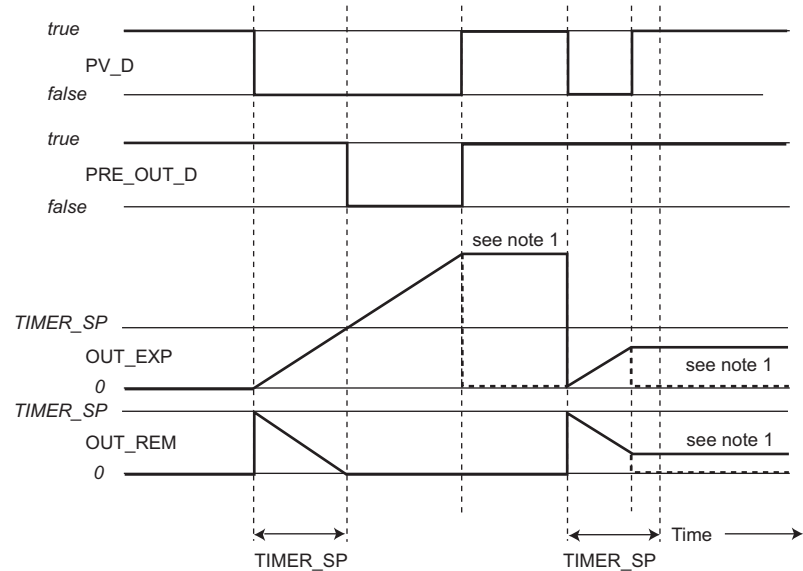 true
PV_D
false
true
PRE_OUT_D
false
see note 1
TIMER_SP
OUT_EXP
see note 1
0
TIMER_SP
OUT_REM
see note 1
0
Time
TIMER_SP
TIMER_SP